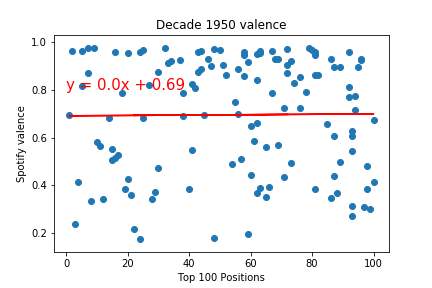 Decade 1950 valence
1.0
0.8
0.6
0.4
0.2
Spotify valence
y = 0.0x + 0.69
0 20 40 60 80 100
Top 100 Positions